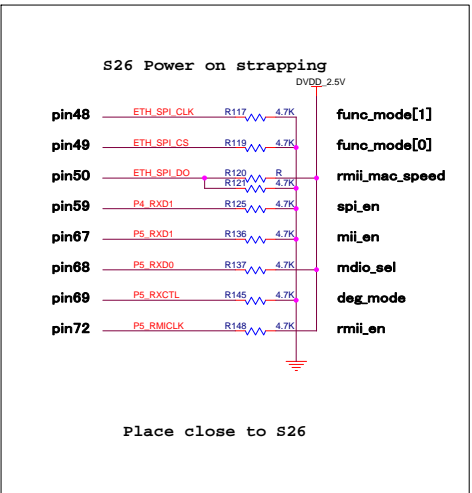 S26 Power on strapping
DVDD_2.5V
pin48 ETH_SPI_CLK R117 4.7K func_mode[1]
pin49 ETH_SPI_CS R119 4.7K func_mode[0]
pin50 ETH_SPI_DO R120 R rmii_mac_speed
R121 4.7K
pin59 P4_RXD1 R125 4.7K spi_en
pin67 P5_RXD1 R136 4.7K mii_en
pin68 P5_RXD0 R137 4.7K mdio_sel
pin69 P5_RXCTL R145 4.7K deg_mode
pin72 P5_RMICLK R148 4.7K rmii_en
Place close to S26